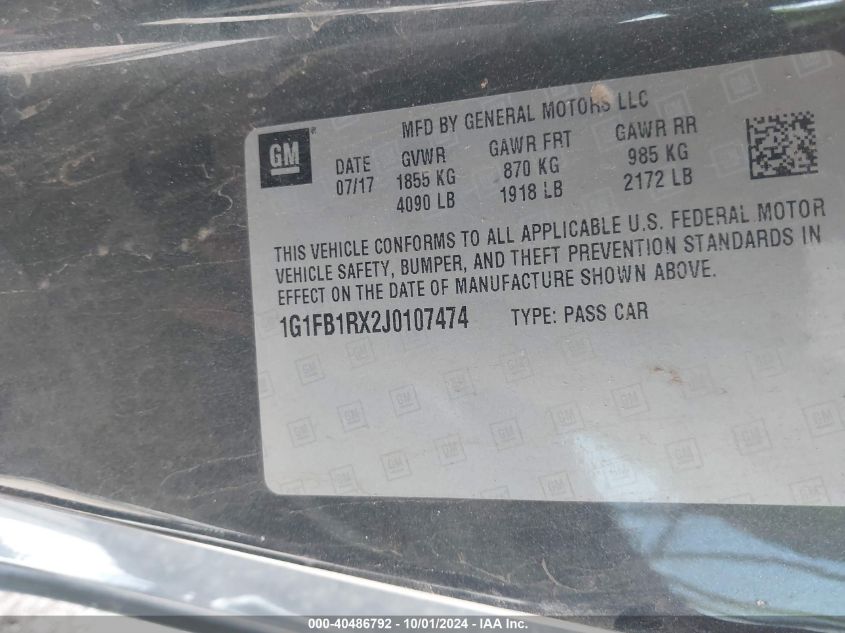 MFD BY GENERAL MOTORS LLC
GM
DATE GVWR GAWR FRT GAWR RR
07/17 1855 KG 870 KG 985 KG
4090 LB 1918 LB 2172 LB
THIS VEHICLE CONFORMS TO ALL APPLICABLE U.S. FEDERAL MOTOR
VEHICLE SAFETY, BUMPER, AND THEFT PREVENTION STANDARDS IN
EFFECT ON THE DATE OF MANUFACTURE SHOWN ABOVE.
1G1FB1RX2J0107474 TYPE: PASS CAR
000-40486792 - 10/01/2024 - IAA Inc.